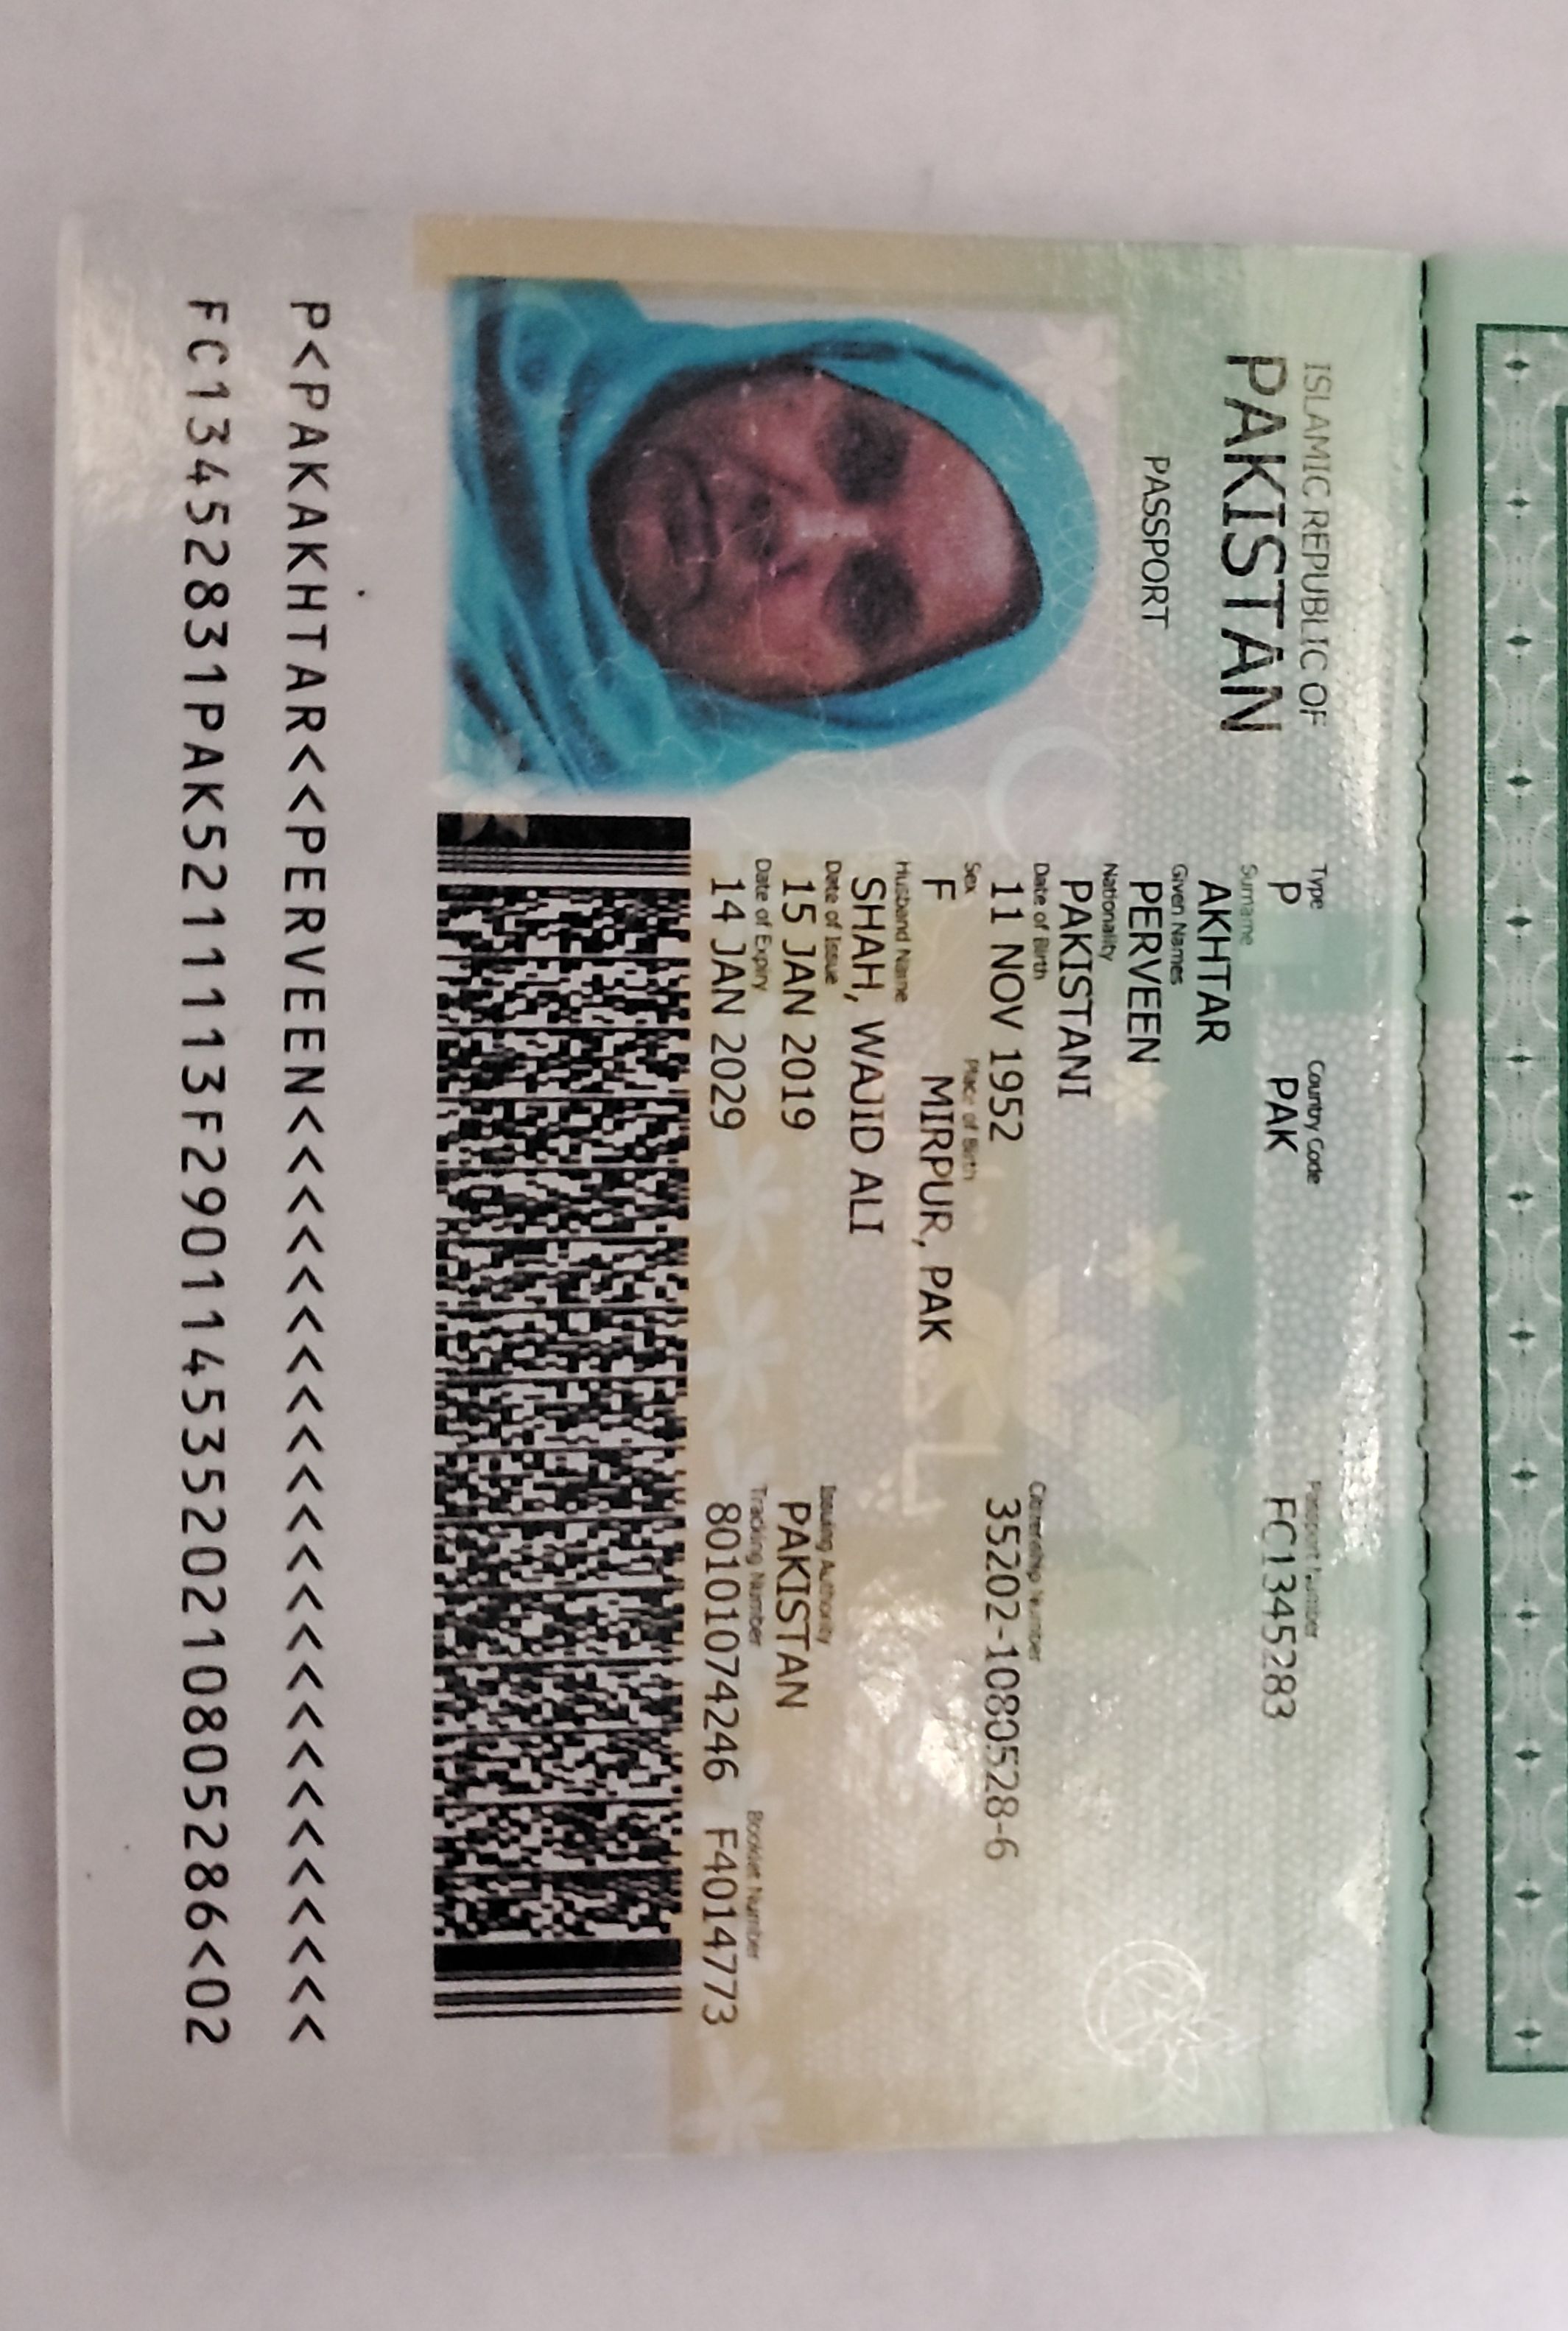 ISLAMIC REPUBLIC OF
PAKISTAN
PASSPORT
Type Country Code Passport Number
P PAK FC1345283
Surname
AKHTAR
Given Names
PERVEEN
Nationality
PAKISTANI
Date of Birth Citizenship Number
11 NOV 1952 35202-1080528-6
Sex Place of Birth
F MIRPUR, PAK
Husband Name
SHAH, WAJID ALI
Date of Issue Issuing Authority
15 JAN 2019 PAKISTAN
Date of Expiry Tracking Number Booklet Number
14 JAN 2029 80101074246 F4014773
P<PAKAKHTAR<<PERVEEN<<<<<<<<<<<<<<<<<<<<<<<<
FC13452831PAK5211113F29011453520210805286<02